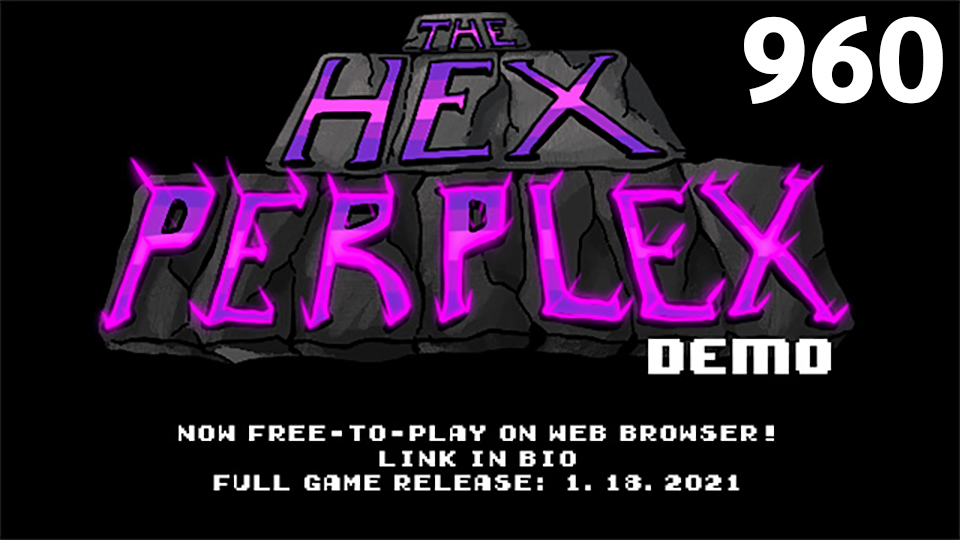 960
THE
HEX
PERPLEX
DEMO
NOW FREE-TO-PLAY ON WEB BROWSER!
LINK IN BIO
FULL GAME RELEASE: 1.18.2021